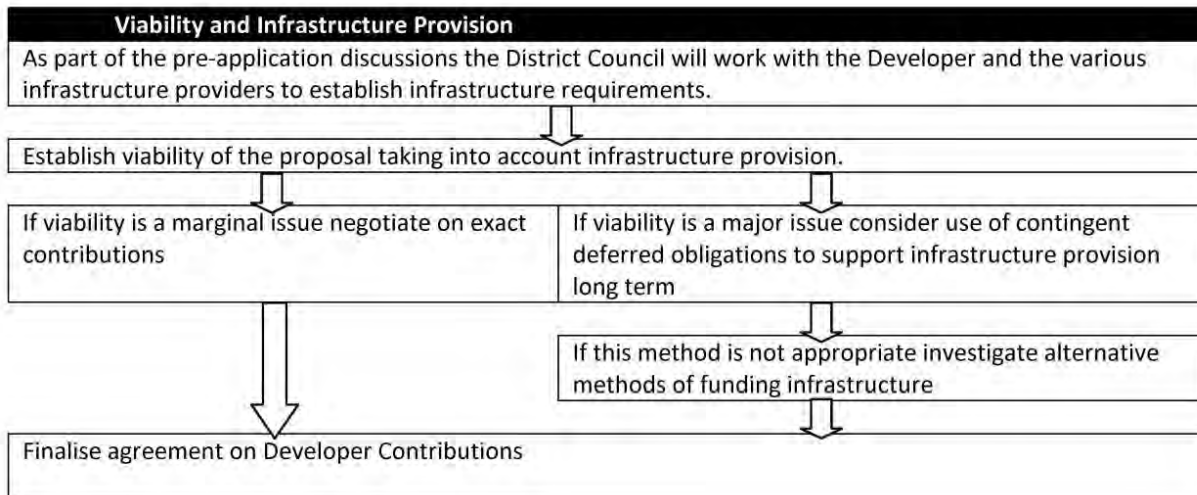 Viability and Infrastructure Provision
As part of the pre-application discussions the District Council will work with the Developer and the various
infrastructure providers to establish infrastructure requirements.
Establish viability of the proposal taking into account infrastructure provision.
If viability is a marginal issue negotiate on exact
contributions
If viability is a major issue consider use of contingent
deferred obligations to support infrastructure provision
long term
If this method is not appropriate investigate alternative
methods of funding infrastructure
Finalise agreement on Developer Contributions